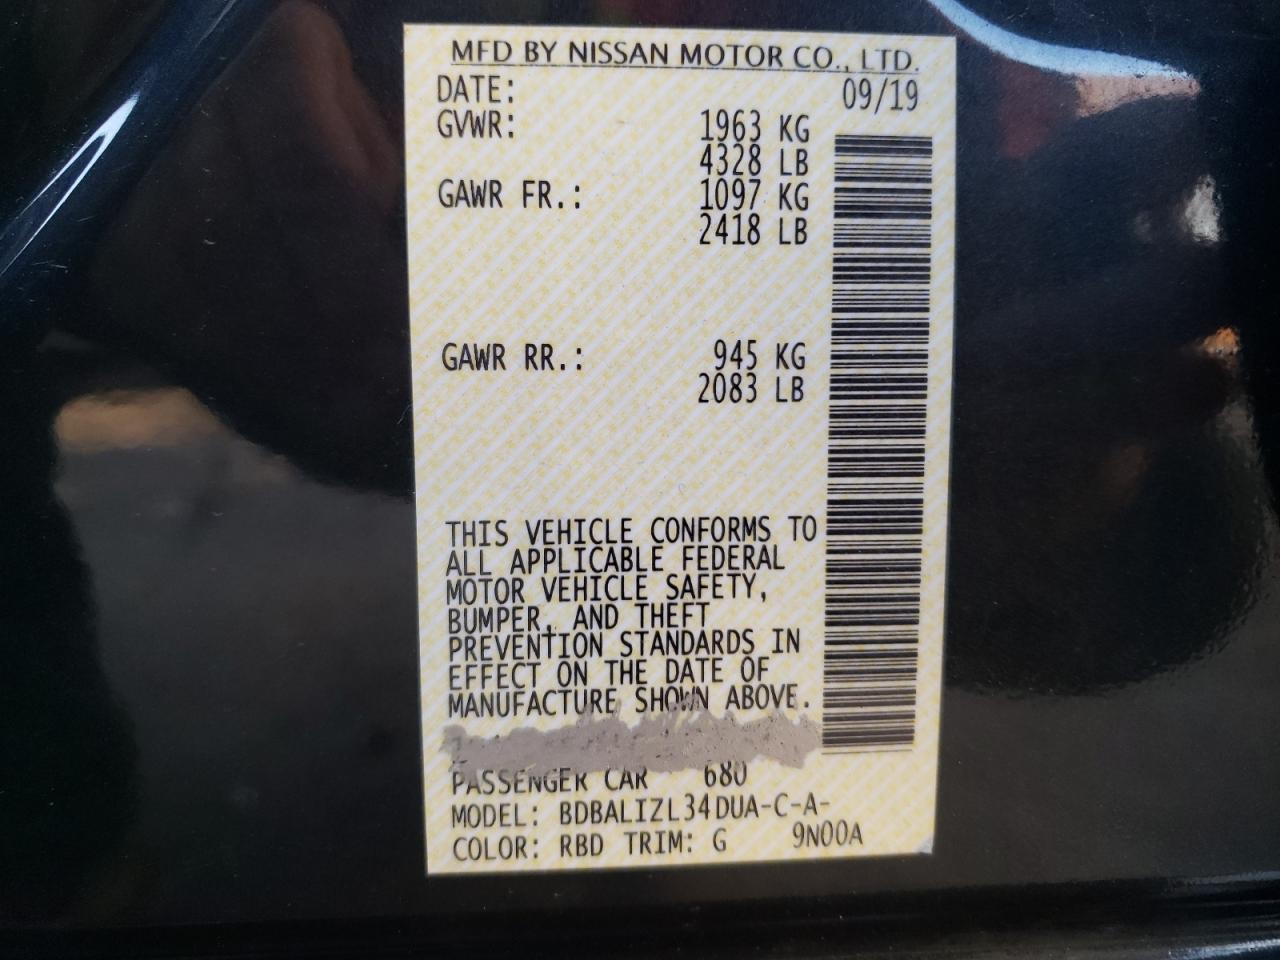 MFD BY NISSAN MOTOR CO., LTD.
DATE: 09/19
GVWR: 1963 KG
4328 LB
GAWR FR.: 1097 KG
2418 LB
GAWR RR.: 945 KG
2083 LB
THIS VEHICLE CONFORMS TO
ALL APPLICABLE FEDERAL
MOTOR VEHICLE SAFETY,
BUMPER, AND THEFT
PREVENTION STANDARDS IN
EFFECT ON THE DATE OF
MANUFACTURE SHOWN ABOVE.
PASSENGER CAR 680
MODEL: BDBALIZL34DUA-C-A-
COLOR: RBD TRIM: G 9N00A